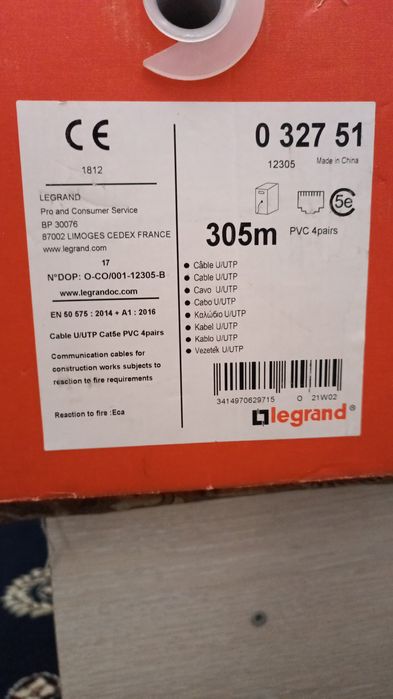 CE
1812
LEGRAND
Pro and Consumer Service
BP 30076
87002 LIMOGES CEDEX FRANCE
www.legrand.com
17
N°DOP: O-CO/001-12305-B
www.legrandoc.com
EN 50 575 : 2014 + A1 : 2016
Cable U/UTP Cat5e PVC 4pairs
Communication cables for
construction works subjects to
reaction to fire requirements
Reaction to fire :Eca
0 327 51
12305 Made in China
5e
305m PVC 4pairs
• Câble U/UTP
• Cable U/UTP
• Cavo U/UTP
• Cabo U/UTP
• Καλώδιο U/UTP
• Kabel U/UTP
• Kablo U/UTP
• Vezetek U/UTP
3414970629715 O 21W02
legrand®